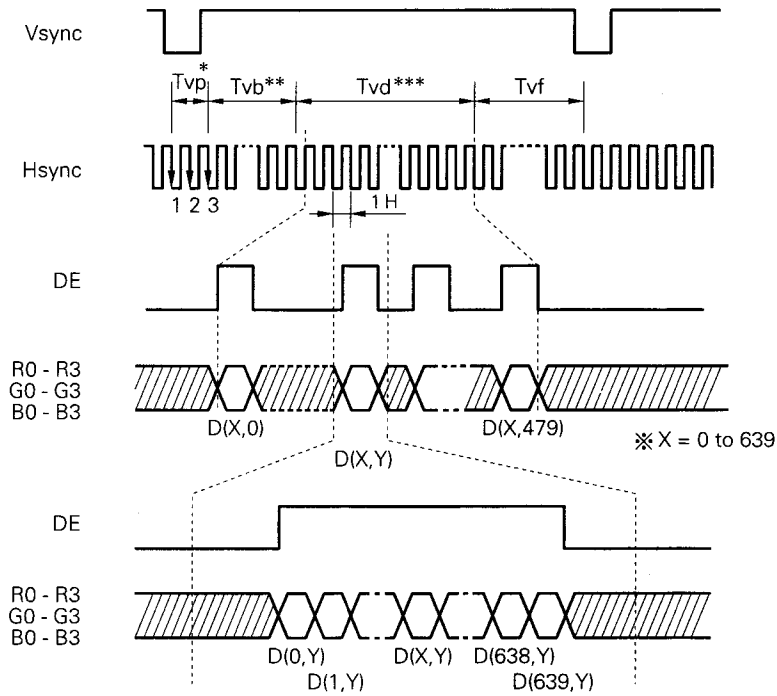 Vsync
Tvp* Tvb** Tvd*** Tvf
Hsync
1 2 3
1H
DE
R0 - R3
G0 - G3
B0 - B3
D(X,0)
D(X,479)
※ X = 0 to 639
D(X,Y)
DE
R0 - R3
G0 - G3
B0 - B3
D(0,Y) D(X,Y) D(638,Y)
D(1,Y) D(639,Y)